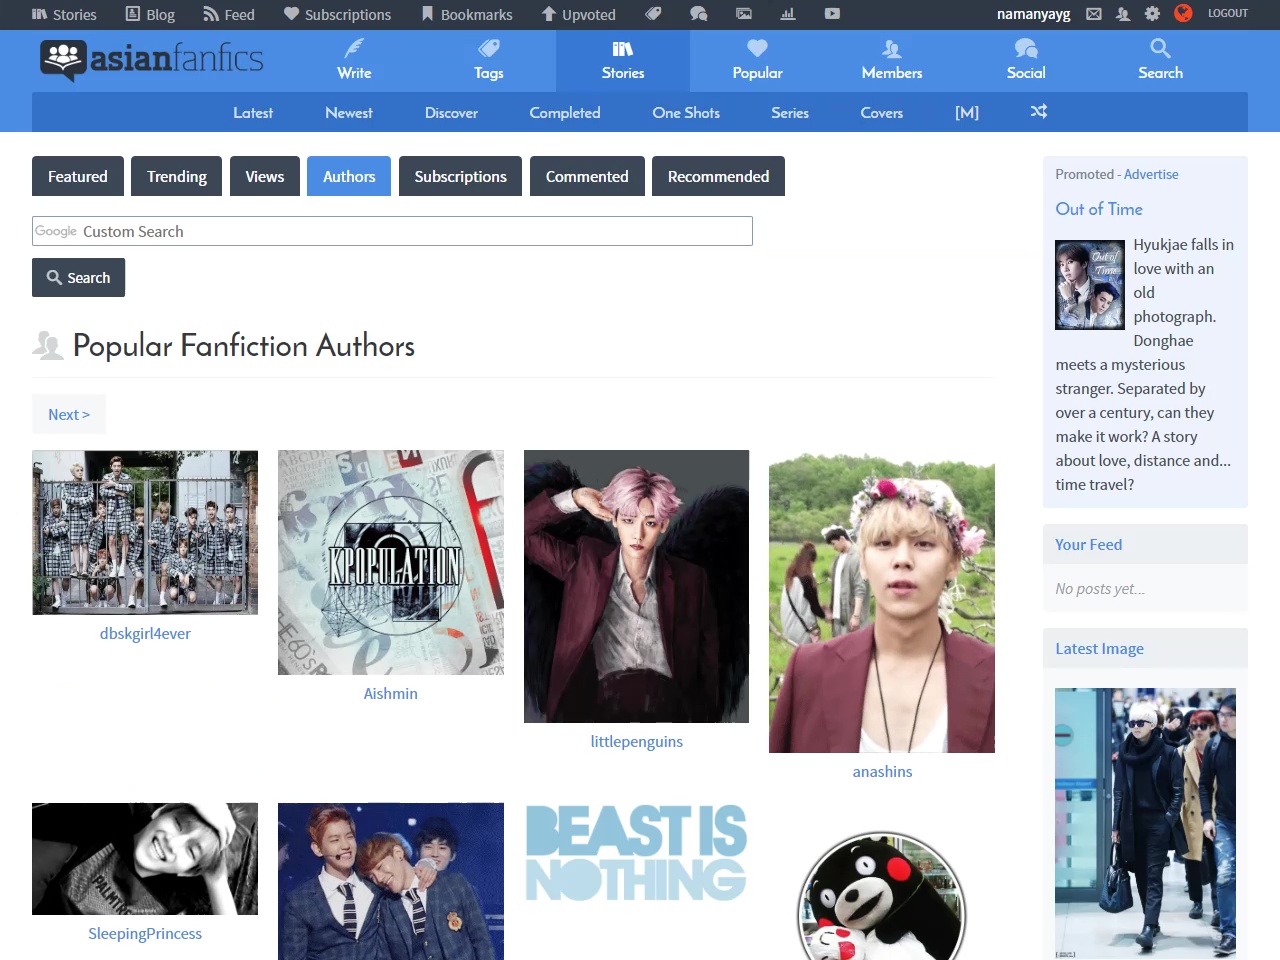 Stories Blog Feed Subscriptions Bookmarks Upvoted namanyayg LOGOUT
asianfanfics
Write Tags Stories Popular Members Social Search
Latest Newest Discover Completed One Shots Series Covers [M]
Featured Trending Views Authors Subscriptions Commented Recommended
Google Custom Search
Search
Popular Fanfiction Authors
Next >
KPOPULATION
dbskgirl4ever
Aishmin
littlepenguins
anashins
BEAST IS
NOTHING
SleepingPrincess
Promoted - Advertise
Out of Time
Out of
Time
Hyukjae falls in
love with an
old
photograph.
Donghae
meets a mysterious
stranger. Separated by
over a century, can they
make it work? A story
about love, distance and...
time travel?
Your Feed
No posts yet...
Latest Image